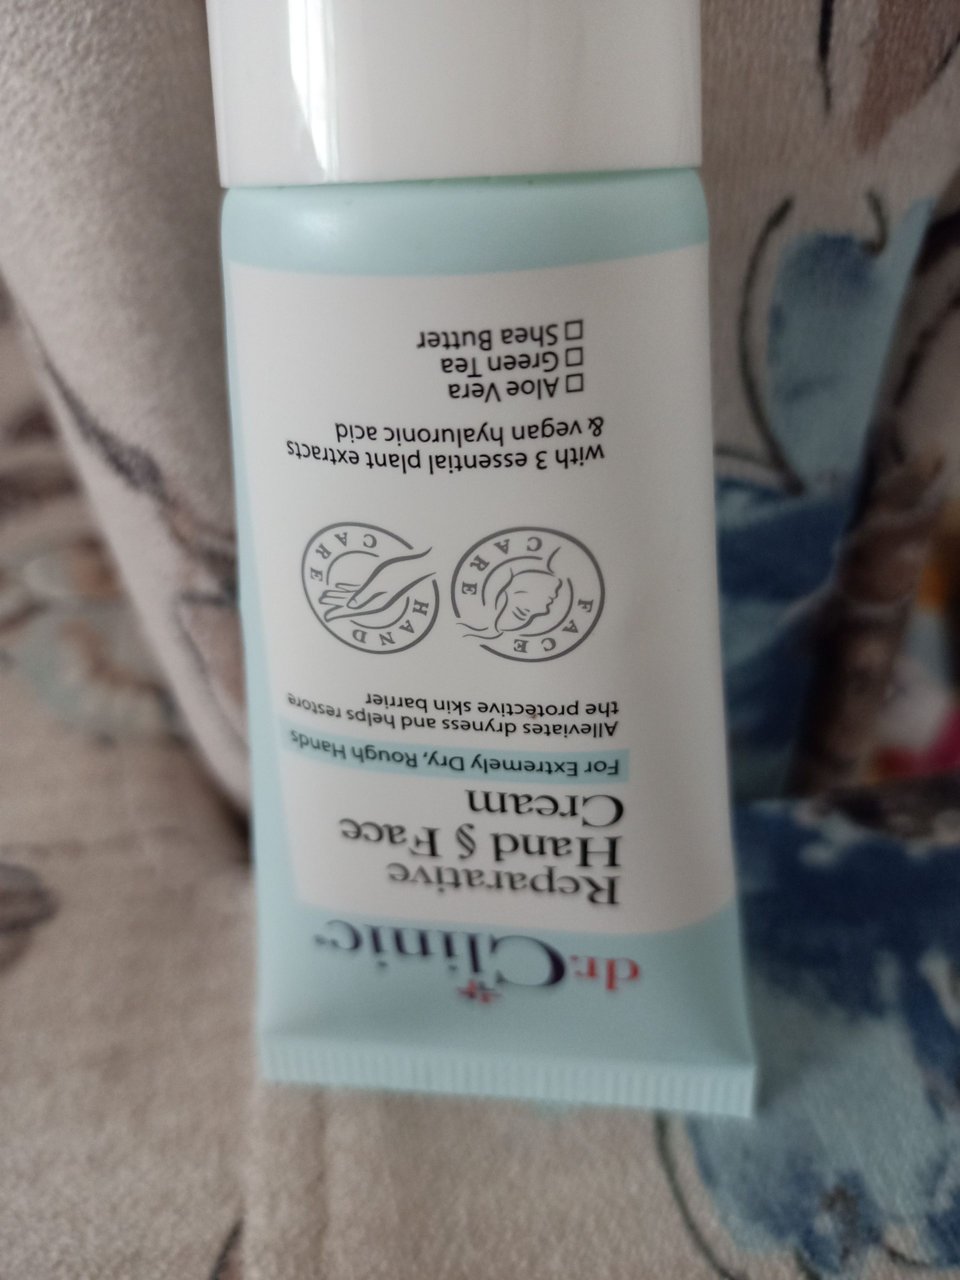 dr.Clinic
Reparative
Hand § Face
Cream
For Extremely Dry, Rough Hands
Alleviates dryness and helps restore
the protective skin barrier
FACE CARE
HAND CARE
with 3 essential plant extracts
& vegan hyaluronic acid
Aloe Vera
Green Tea
Shea Butter